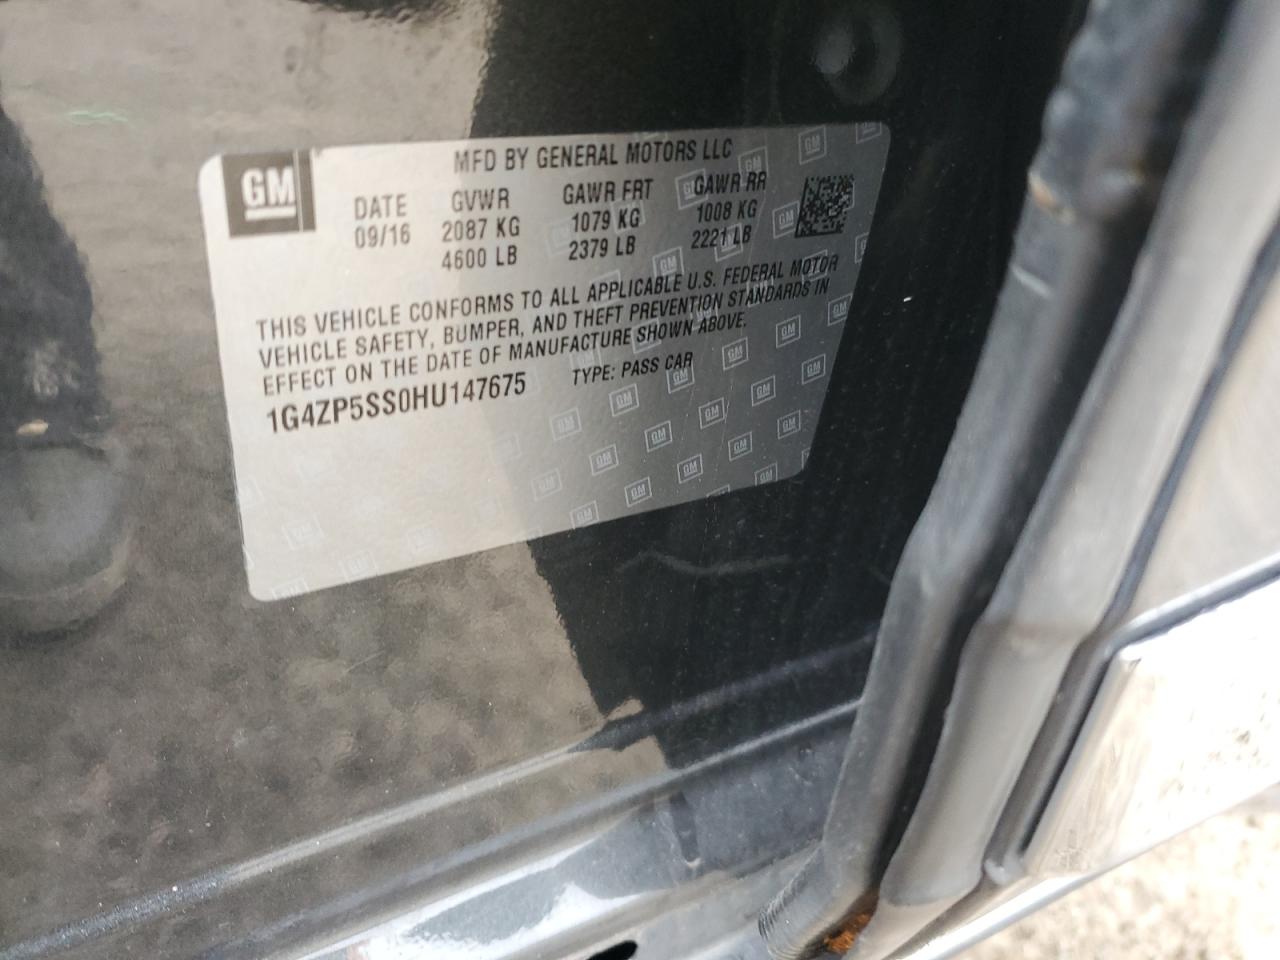 GM
MFD BY GENERAL MOTORS LLC
DATE GVWR GAWR FRT GAWR RR
09/16 2087 KG 1079 KG 1008 KG
4600 LB 2379 LB 2221 LB
THIS VEHICLE CONFORMS TO ALL APPLICABLE U.S. FEDERAL MOTOR
VEHICLE SAFETY, BUMPER, AND THEFT PREVENTION STANDARDS IN
EFFECT ON THE DATE OF MANUFACTURE SHOWN ABOVE.
1G4ZP5SS0HU147675 TYPE: PASS CAR